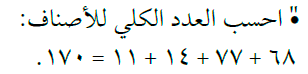 " احسب العدد الكلي للأصناف:
٦٨ + ٧٧ + ١٤ + ١١ = ١٧٠.